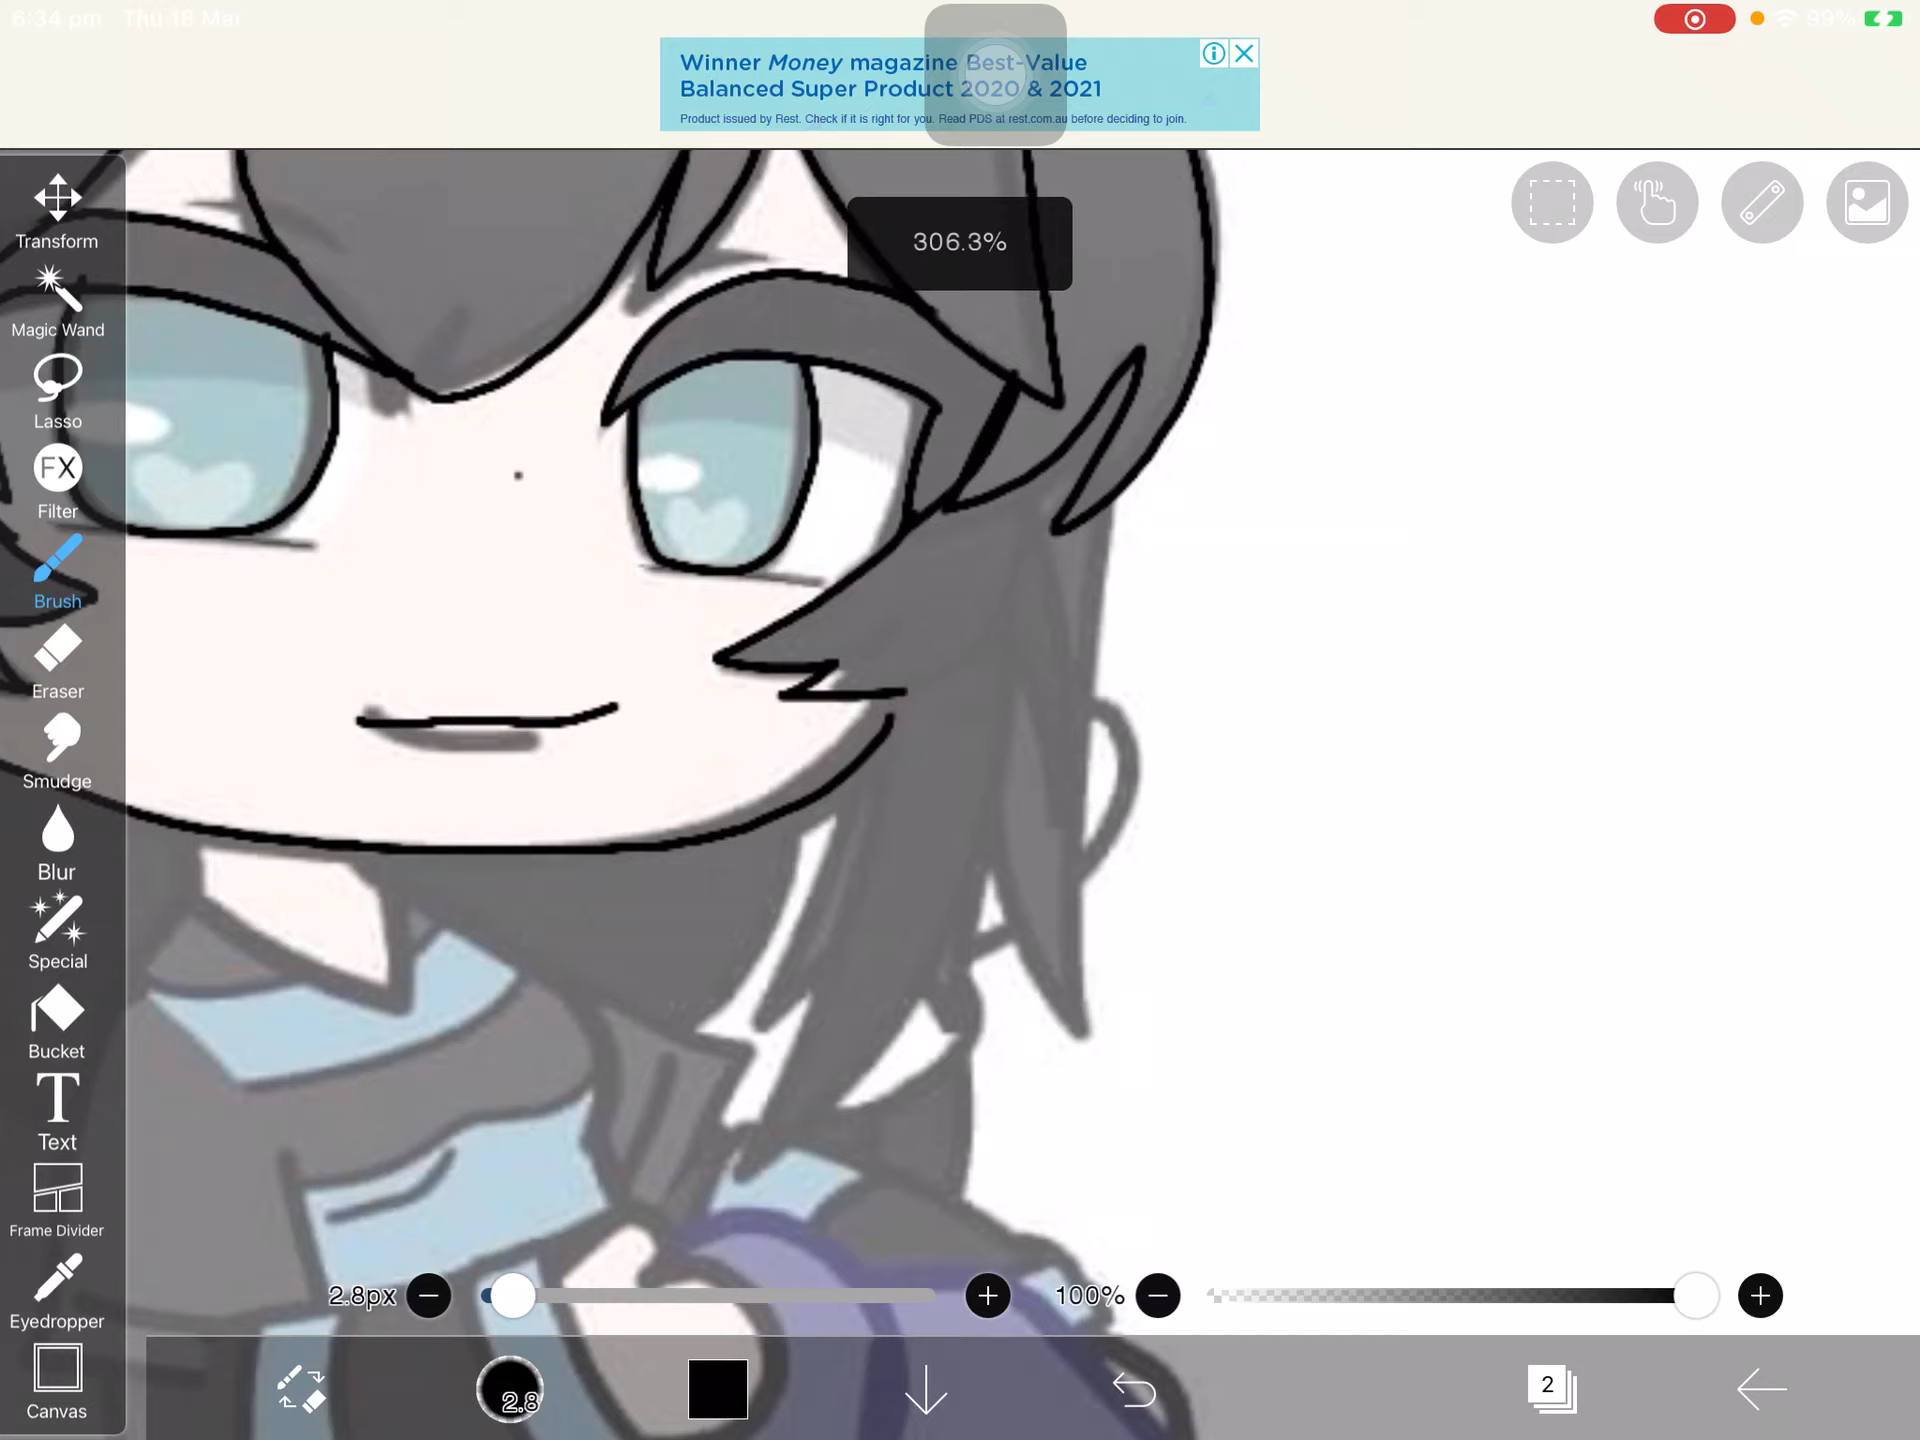 6:34 pm Thu 18 Mar
99%
Winner Money magazine Best-Value
Balanced Super Product 2020 & 2021
Product issued by Rest. Check if it is right for you. Read PDS at rest.com.au before deciding to join.
306.3%
Transform
Magic Wand
Lasso
FX
Filter
Brush
Eraser
Smudge
Blur
Special
Bucket
T
Text
Frame Divider
Eyedropper
Canvas
2.8px
100%
2.8
2